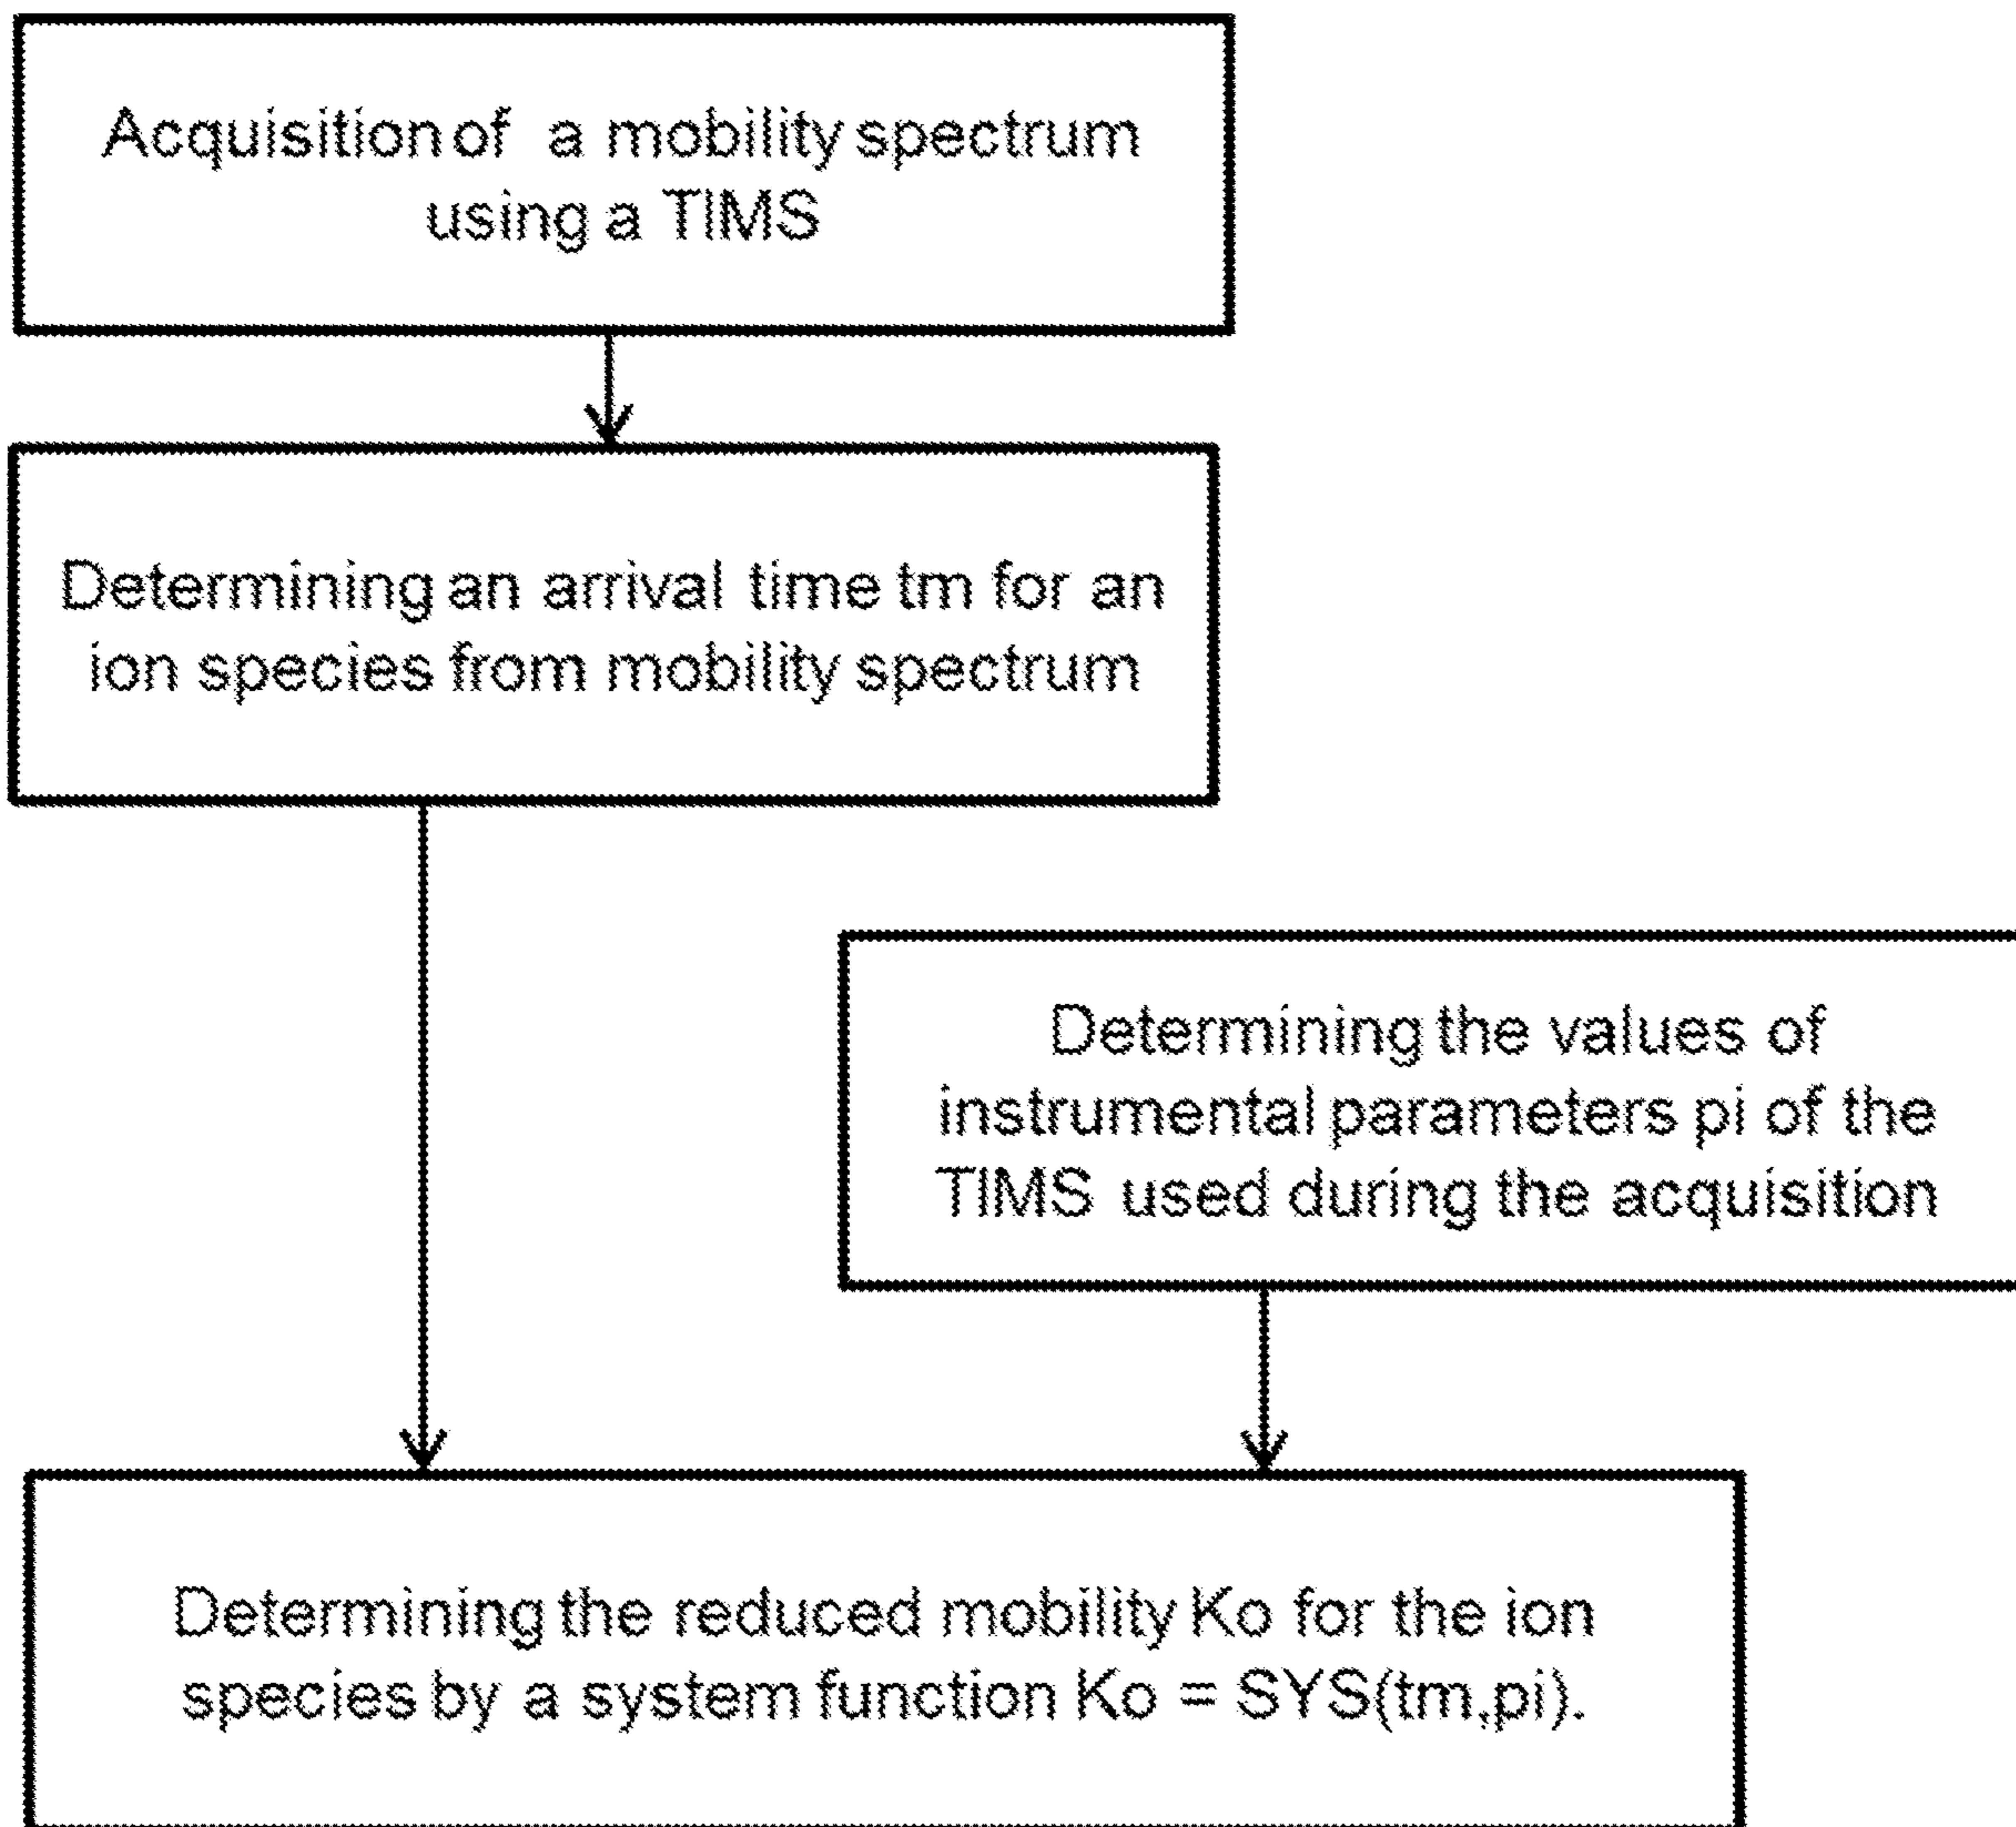 Acquisition of a mobility spectrum
using a TIMS
Determining an arrival time tm for an
ion species from mobility spectrum
Determining the values of
instrumental parameters pi of the
TIMS used during the acquisition
Determining the reduced mobility Ko for the ion
species by a system function Ko = SYS(tm,pi).